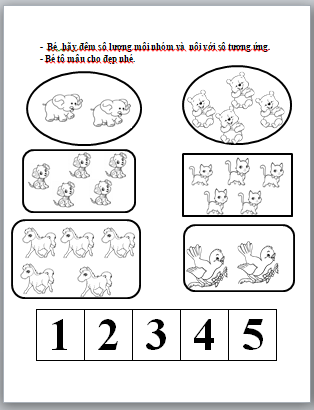 - Bé hãy đếm số lượng mỗi nhóm và nối với số tương ứng.
- Bé tô mầu cho đẹp nhé.
1 2 3 4 5